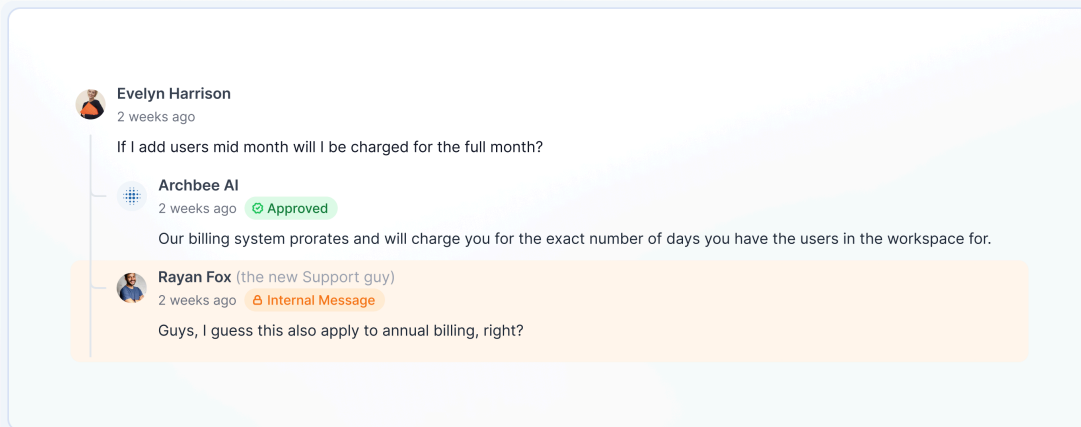 Evelyn Harrison
2 weeks ago
If I add users mid month will I be charged for the full month?
Archbee AI
2 weeks ago Approved
Our billing system prorates and will charge you for the exact number of days you have the users in the workspace for.
Rayan Fox (the new Support guy)
2 weeks ago Internal Message
Guys, I guess this also apply to annual billing, right?